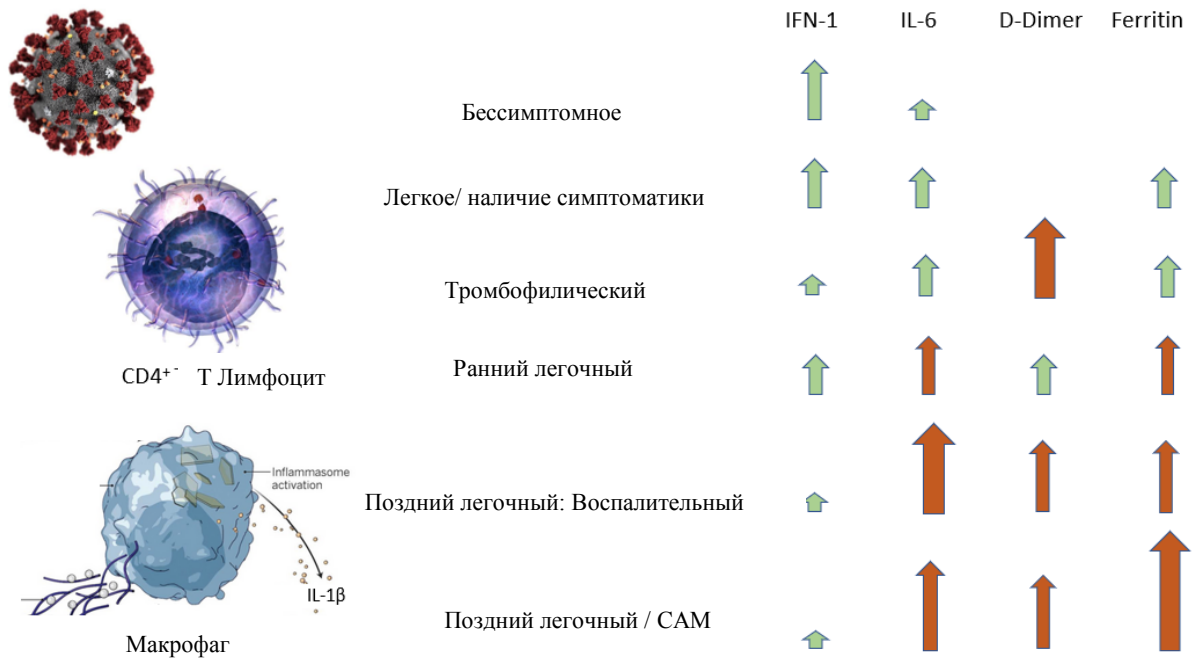 IFN-1 IL-6 D-Dimer Ferritin
Бессимптомное
Легкое/ наличие симптоматики
Тромбофилический
Ранний легочный
CD4⁺⁻ Т Лимфоцит
Inflammasome
activation
Поздний легочный: Воспалительный
IL-1β
Поздний легочный / САМ
Макрофаг